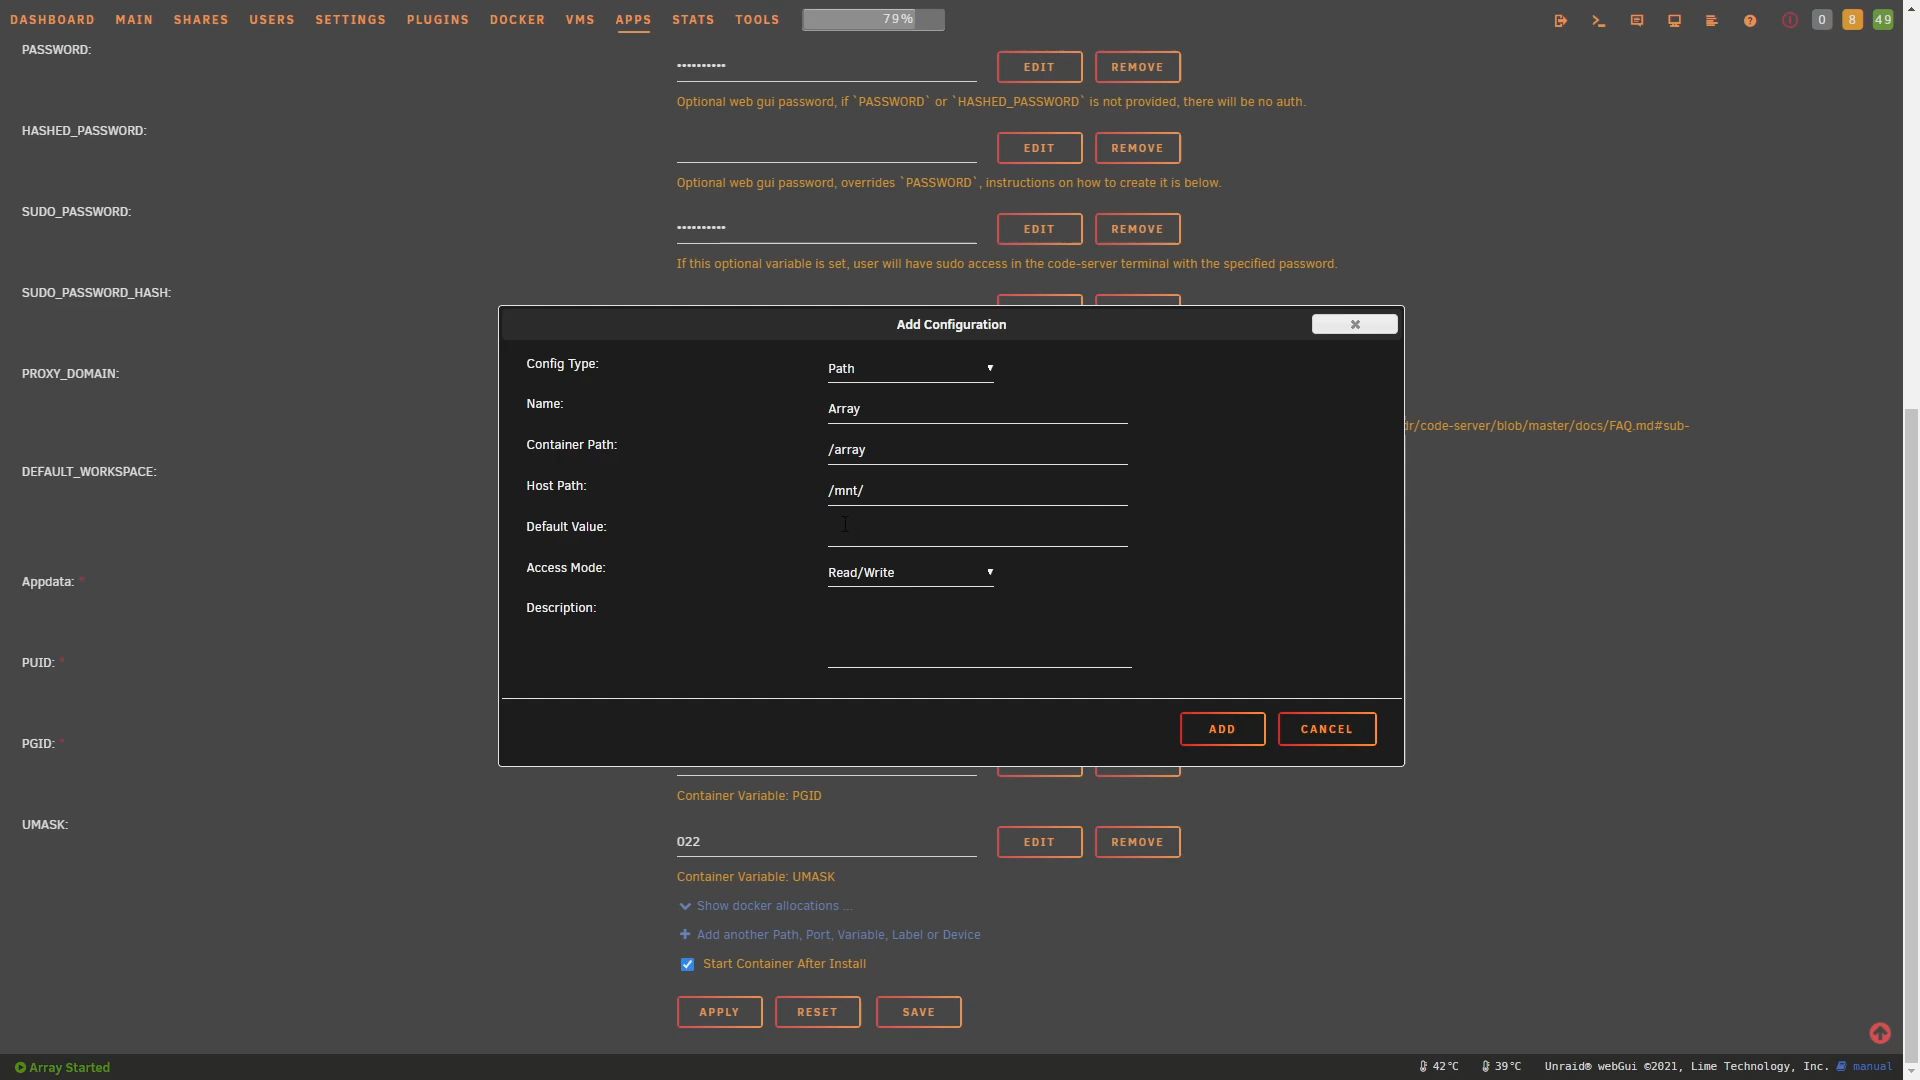 DASHBOARD MAIN SHARES USERS SETTINGS PLUGINS DOCKER VMS APPS STATS TOOLS 79% 0 8 49
PASSWORD:
•••••••••• EDIT REMOVE
Optional web gui password, if `PASSWORD` or `HASHED_PASSWORD` is not provided, there will be no auth.
HASHED_PASSWORD:
EDIT REMOVE
Optional web gui password, overrides `PASSWORD`, instructions on how to create it is below.
SUDO_PASSWORD:
•••••••••• EDIT REMOVE
If this optional variable is set, user will have sudo access in the code-server terminal with the specified password.
SUDO_PASSWORD_HASH:
PROXY_DOMAIN:
dr/code-server/blob/master/docs/FAQ.md#sub-
DEFAULT_WORKSPACE:
Appdata: *
PUID: *
PGID: *
Add Configuration
Config Type: Path
Name: Array
Container Path: /array
Host Path: /mnt/
Default Value:
Access Mode: Read/Write
Description:
ADD CANCEL
Container Variable: PGID
UMASK:
022 EDIT REMOVE
Container Variable: UMASK
Show docker allocations ...
Add another Path, Port, Variable, Label or Device
Start Container After Install
APPLY RESET SAVE
Array Started 42°C 39°C Unraid® webGui ©2021, Lime Technology, Inc. manual